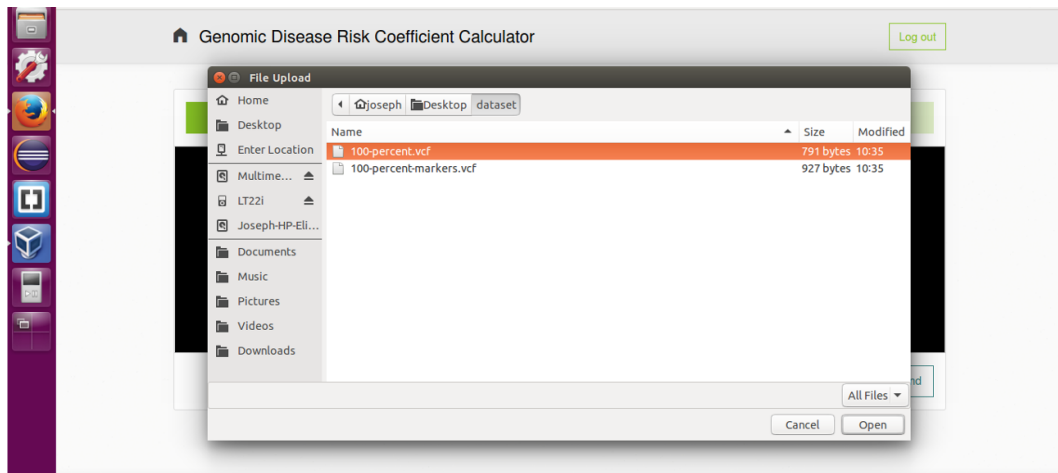 Genomic Disease Risk Coefficient Calculator
Log out
File Upload
Home
joseph Desktop dataset
Desktop
Name Size Modified
Enter Location
100-percent.vcf 791 bytes 10:35
Multime...
100-percent-markers.vcf 927 bytes 10:35
LT22i
Joseph-HP-Eli...
Documents
Music
Pictures
Videos
Downloads
nd
All Files
Cancel Open